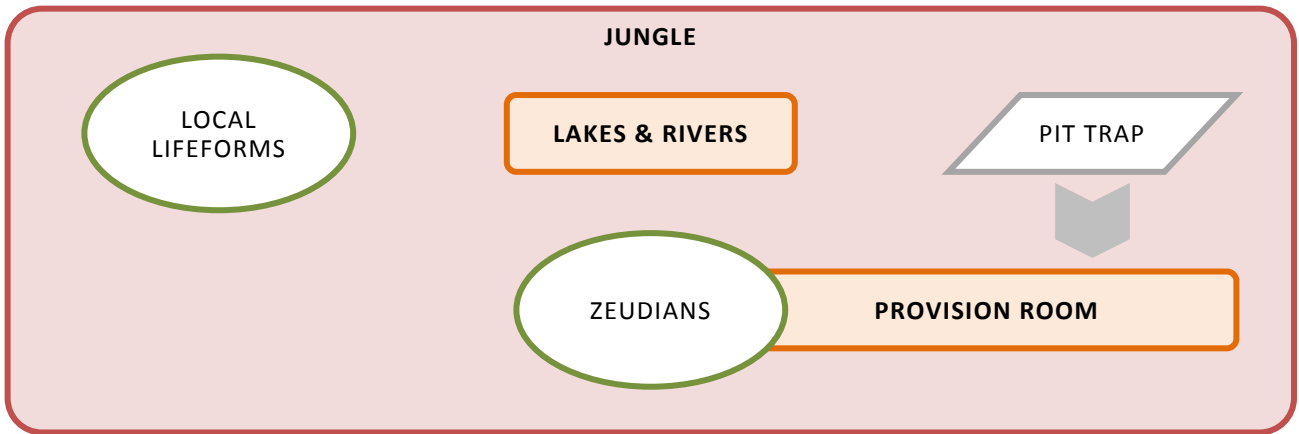 JUNGLE
LOCAL
LIFEFORMS
LAKES & RIVERS
PIT TRAP
ZEUDIANS
PROVISION ROOM